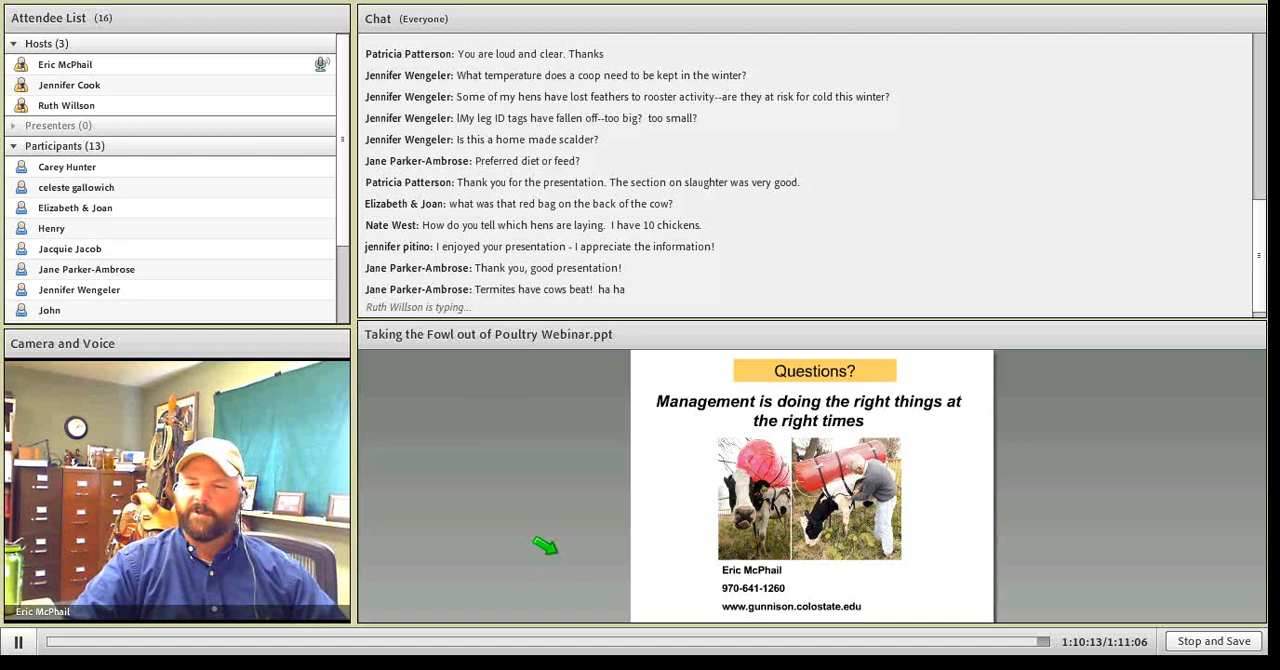 Attendee List (16)
Hosts (3)
Eric McPhail
Jennifer Cook
Ruth Willson
Presenters (0)
Participants (13)
Carey Hunter
celeste gallowich
Elizabeth & Joan
Henry
Jacquie Jacob
Jane Parker-Ambrose
Jennifer Wengeler
John
Chat (Everyone)
Patricia Patterson: You are loud and clear. Thanks
Jennifer Wengeler: What temperature does a coop need to be kept in the winter?
Jennifer Wengeler: Some of my hens have lost feathers to rooster activity--are they at risk for cold this winter?
Jennifer Wengeler: lMy leg ID tags have fallen off--too big? too small?
Jennifer Wengeler: Is this a home made scalder?
Jane Parker-Ambrose: Preferred diet or feed?
Patricia Patterson: Thank you for the presentation. The section on slaughter was very good.
Elizabeth & Joan: what was that red bag on the back of the cow?
Nate West: How do you tell which hens are laying. I have 10 chickens.
jennifer pitino: I enjoyed your presentation - I appreciate the information!
Jane Parker-Ambrose: Thank you, good presentation!
Jane Parker-Ambrose: Termites have cows beat! ha ha
Ruth Willson is typing...
Camera and Voice
Eric McPhail
Taking the Fowl out of Poultry Webinar.ppt
Questions?
Management is doing the right things at
the right times
Eric McPhail
970-641-1260
www.gunnison.colostate.edu
1:10:13/1:11:06
Stop and Save